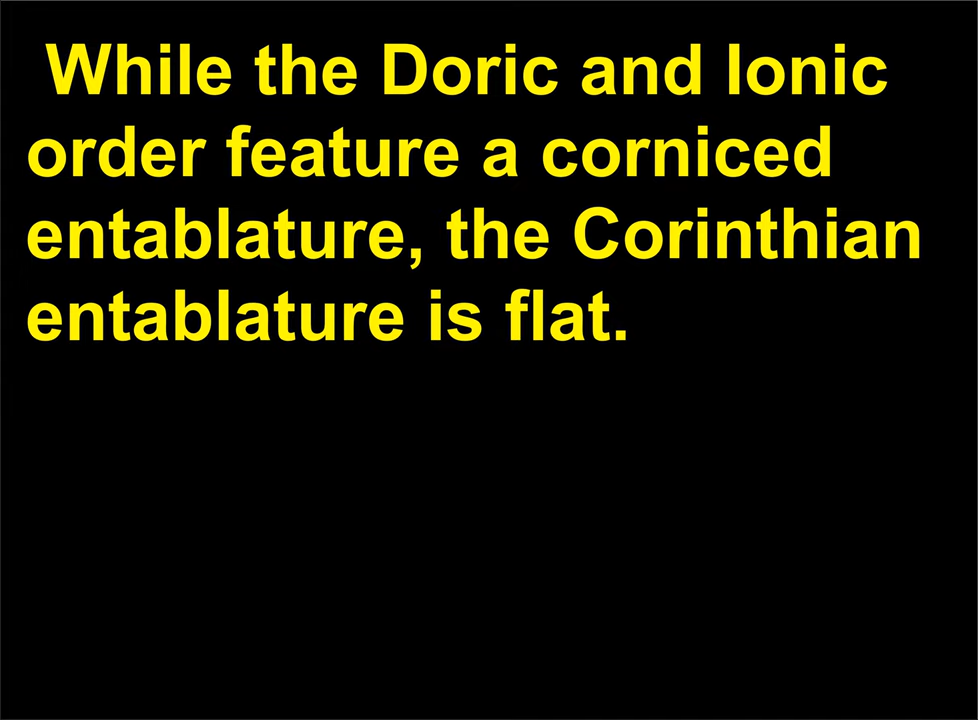 While the Doric and Ionic
order feature a corniced
entablature, the Corinthian
entablature is flat.